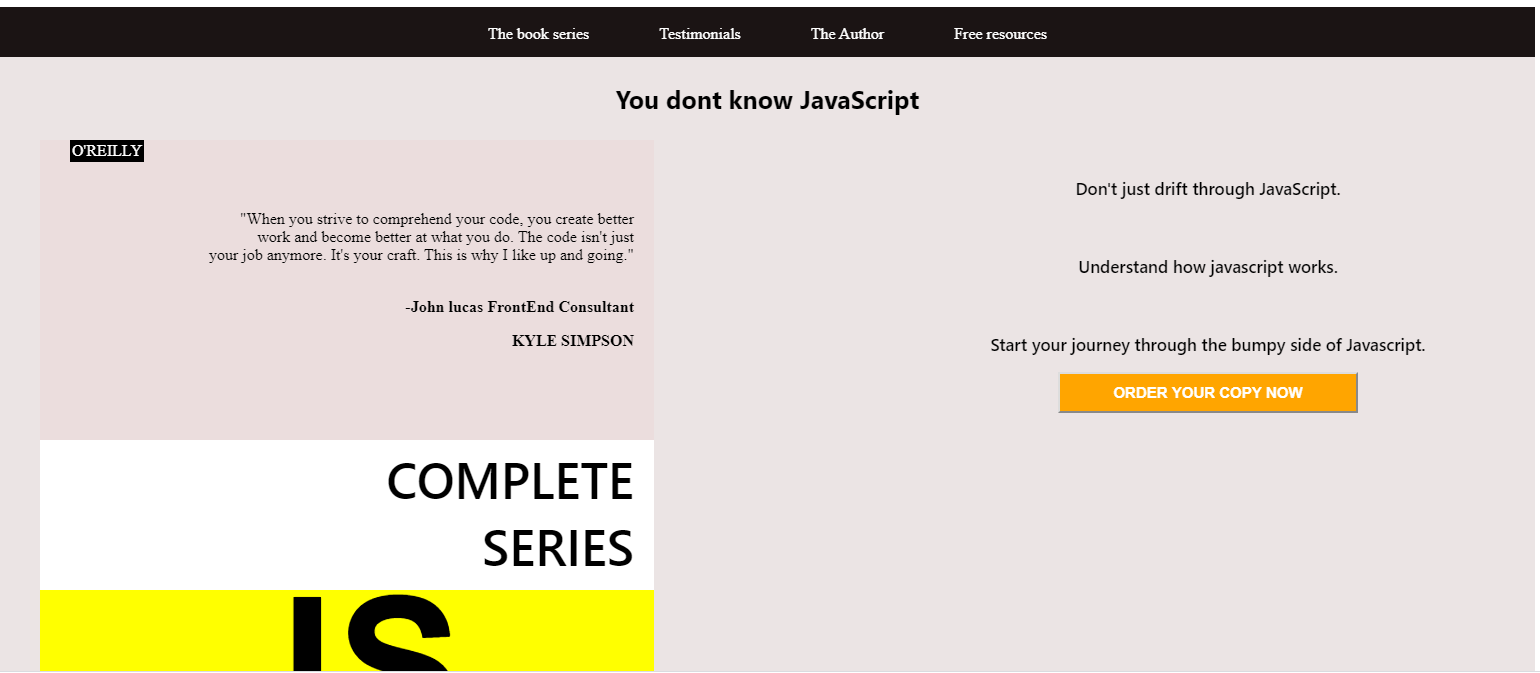 The book series Testimonials The Author Free resources
You dont know JavaScript
O'REILLY
"When you strive to comprehend your code, you create better
work and become better at what you do. The code isn't just
your job anymore. It's your craft. This is why I like up and going."
-John lucas FrontEnd Consultant
KYLE SIMPSON
COMPLETE
SERIES
JS
Don't just drift through JavaScript.
Understand how javascript works.
Start your journey through the bumpy side of Javascript.
ORDER YOUR COPY NOW